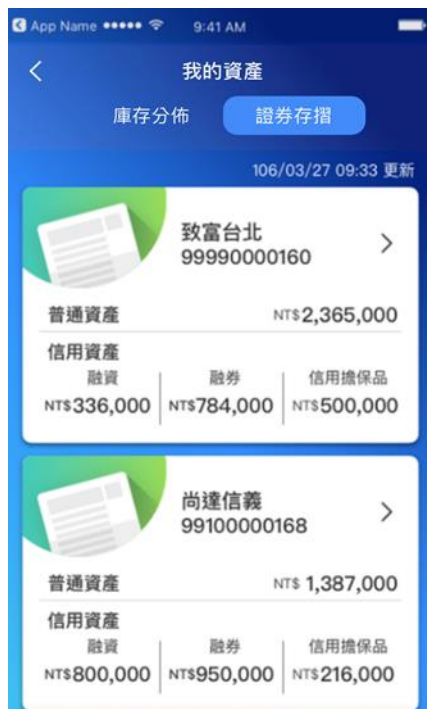 App Name 9:41 AM
我的資產
庫存分佈 證券存摺
106/03/27 09:33 更新
致富台北
99990000160
普通資產 NT$2,365,000
信用資產
融資 融券 信用擔保品
NT$336,000 NT$784,000 NT$500,000
尚達信義
99100000168
普通資產 NT$ 1,387,000
信用資產
融資 融券 信用擔保品
NT$800,000 NT$950,000 NT$216,000